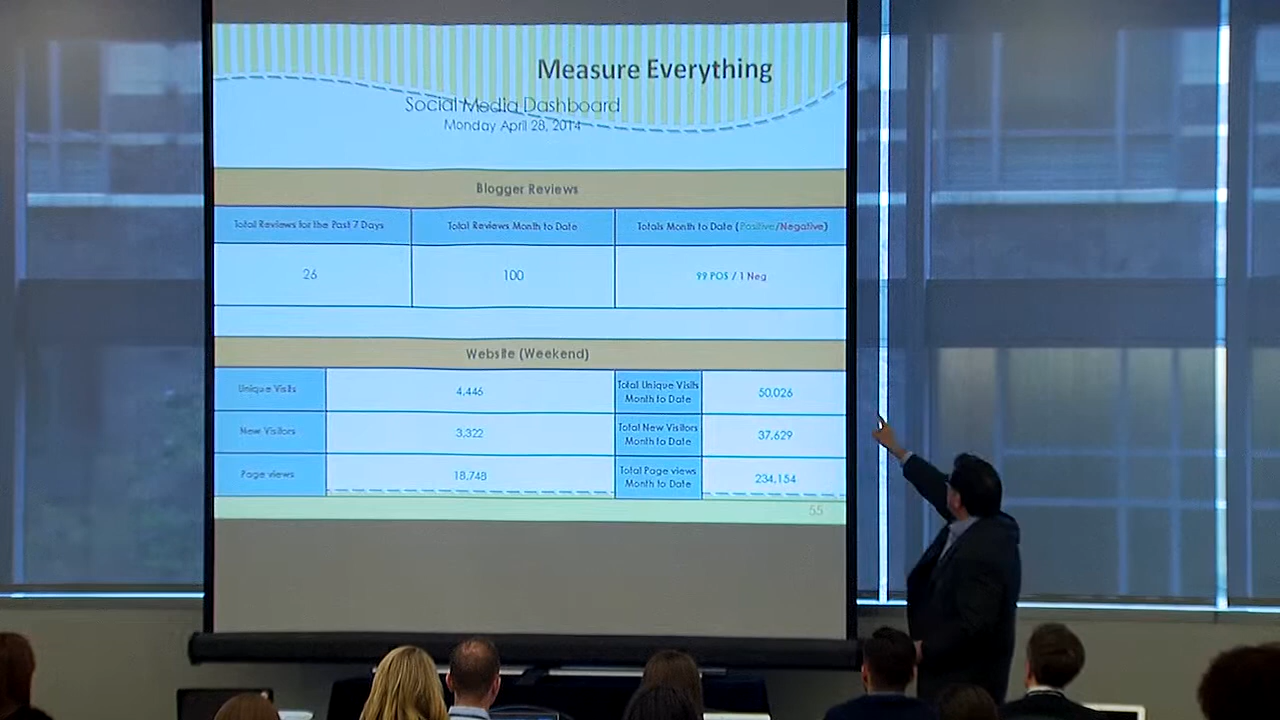 Measure Everything
Social Media Dashboard
Monday April 28, 2014
Blogger Reviews
Total Reviews for the Past 7 Days
Total Reviews Month to Date
Totals Month to Date (Positive/Negative)
26
100
99 POS / 1 Neg
Website (Weekend)
Unique Visits
4,446
Total Unique Visits
Month to Date
50,026
New Visitors
3,322
Total New Visitors
Month to Date
37,629
Page views
18,748
Total Page views
Month to Date
234,154
55